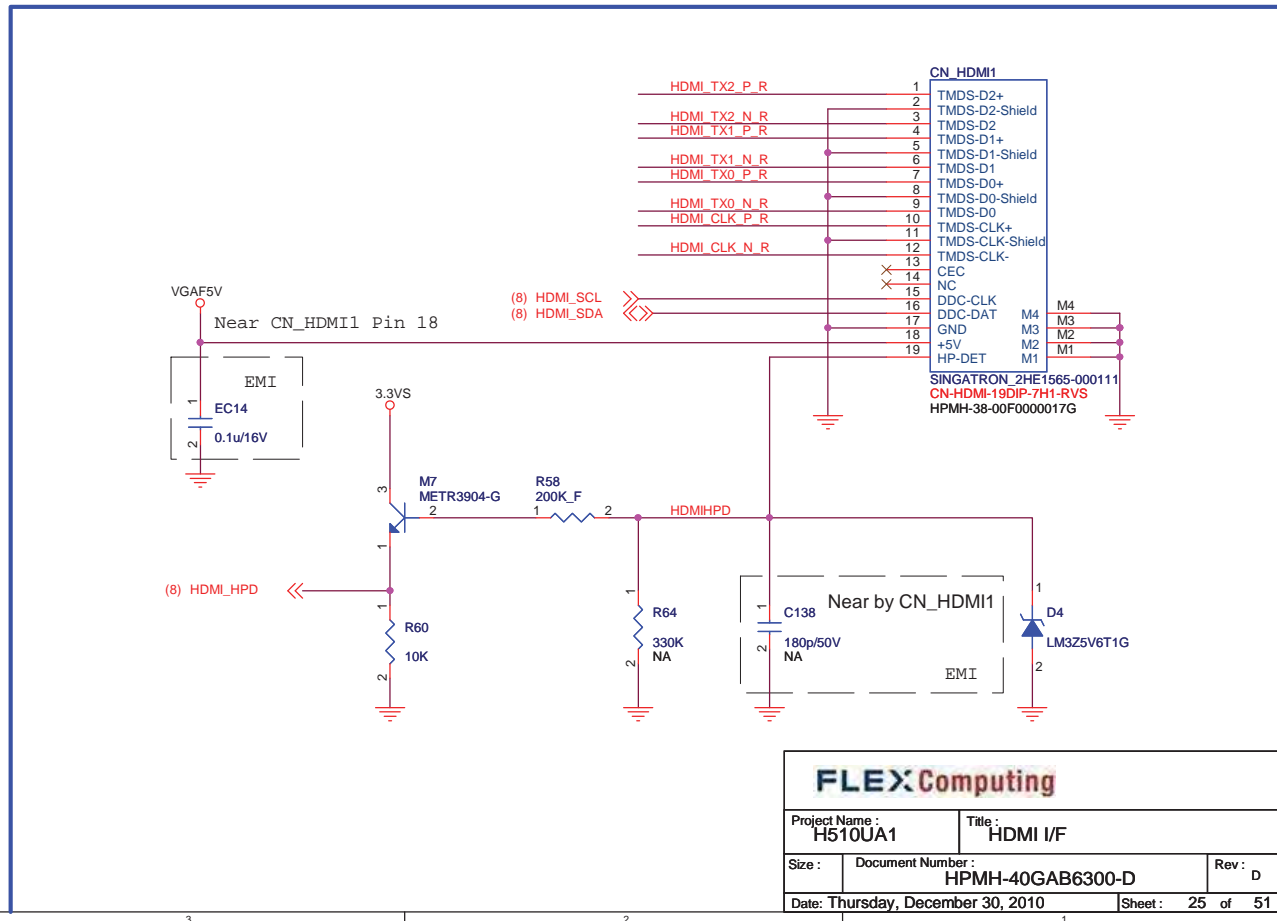 CN_HDMI1
HDMI_TX2_P_R 1 TMDS-D2+
2 TMDS-D2-Shield
HDMI_TX2_N_R 3 TMDS-D2
HDMI_TX1_P_R 4 TMDS-D1+
5 TMDS-D1-Shield
HDMI_TX1_N_R 6 TMDS-D1
HDMI_TX0_P_R 7 TMDS-D0+
8 TMDS-D0-Shield
HDMI_TX0_N_R 9 TMDS-D0
HDMI_CLK_P_R 10 TMDS-CLK+
11 TMDS-CLK-Shield
HDMI_CLK_N_R 12 TMDS-CLK-
13 CEC
14 NC
(8) HDMI_SCL 15 DDC-CLK
(8) HDMI_SDA 16 DDC-DAT M4 M4
17 GND M3 M3
18 +5V M2 M2
19 HP-DET M1 M1
SINGATRON_2HE1565-000111
CN-HDMI-19DIP-7H1-RVS
HPMH-38-00F0000017G
VGAF5V
Near CN_HDMI1 Pin 18
EMI
1
EC14
0.1u/16V
2
3.3VS
3
M7
METR3904-G
2
1
R58
200K_F
1 2
HDMIHPD
(8) HDMI_HPD
1
R60
10K
2
1
R64
330K
NA
2
Near by CN_HDMI1
1
C138
180p/50V
NA
2
EMI
1
D4
LM3Z5V6T1G
2
FLEX Computing
Project Name : H510UA1
Title : HDMI I/F
Size :
Document Number : HPMH-40GAB6300-D
Rev : D
Date: Thursday, December 30, 2010
Sheet : 25 of 51
3 2 1